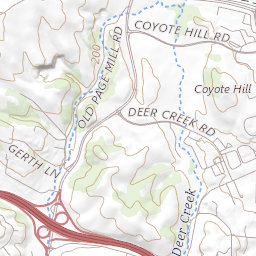 COYOTE HILL RD
200
OLD PAGE MILL RD
Coyote Hill
DEER CREEK RD
GERTH LN
Deer Creek